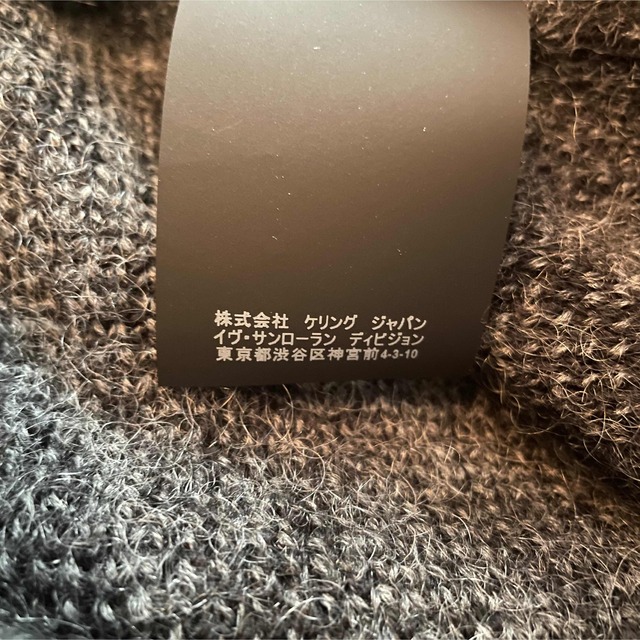 株式会社 ケリング ジャパン
イヴ・サンローラン ディビジョン
東京都渋谷区神宮前4-3-10